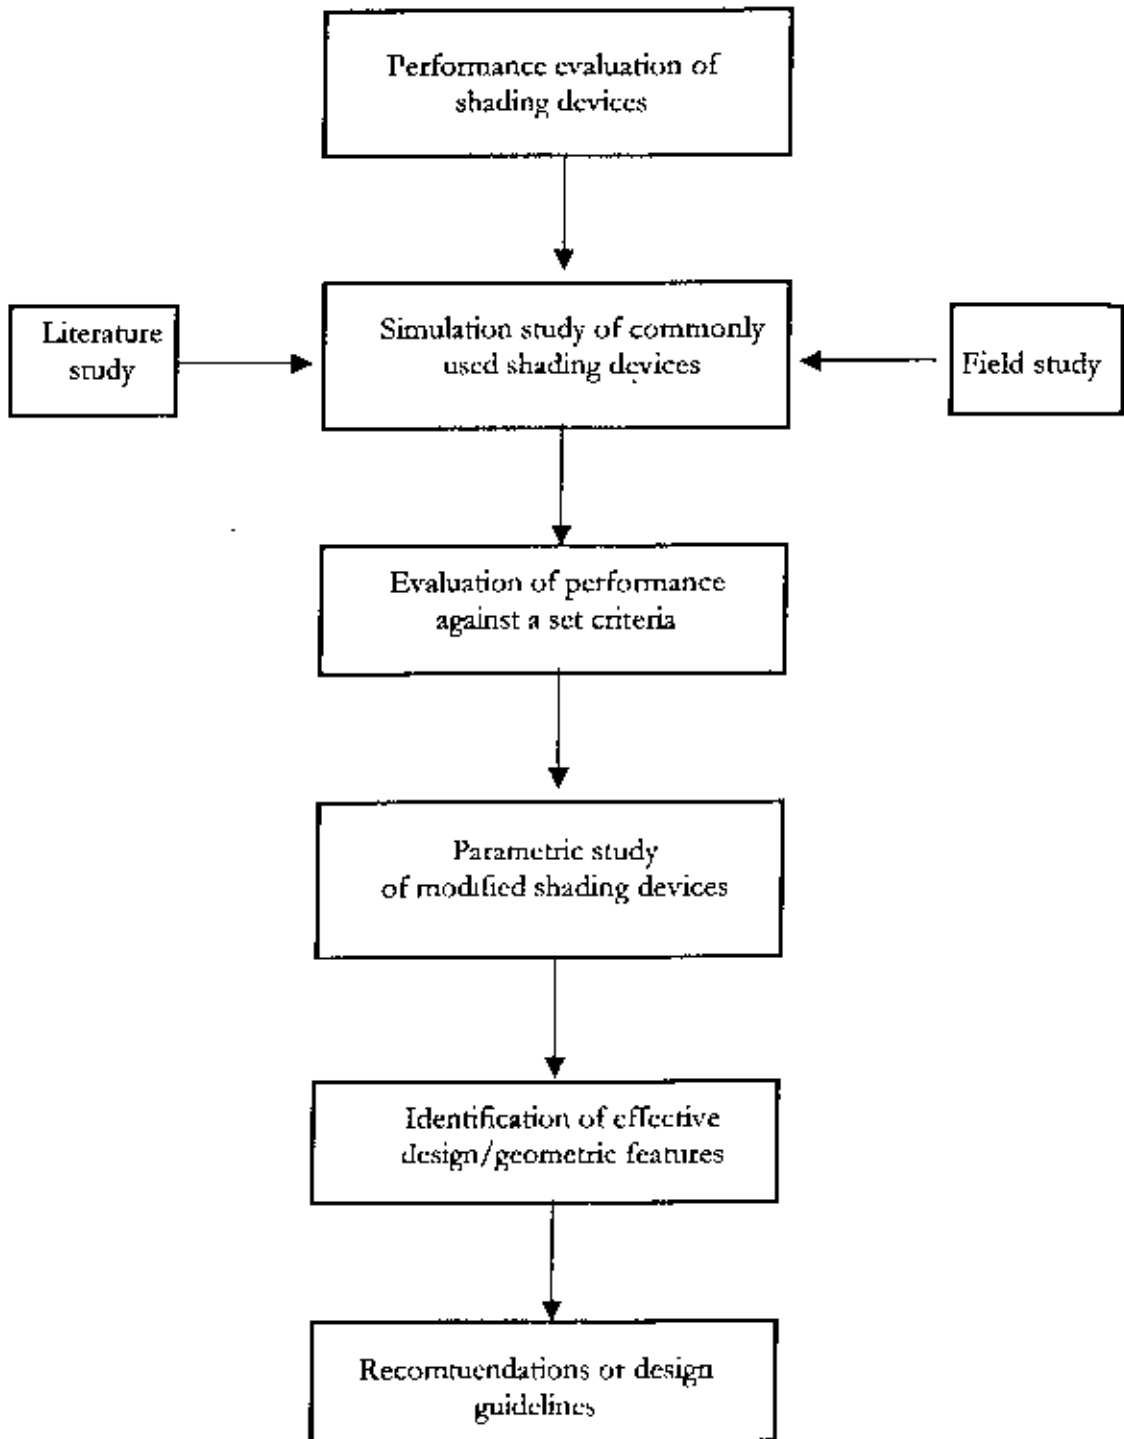 Performance evaluation of
shading devices
Literature
study
Simulation study of commonly
used shading devices
Field study
Evaluation of performance
against a set criteria
Parametric study
of modified shading devices
Identification of effective
design/geometric features
Recommendations or design
guidelines